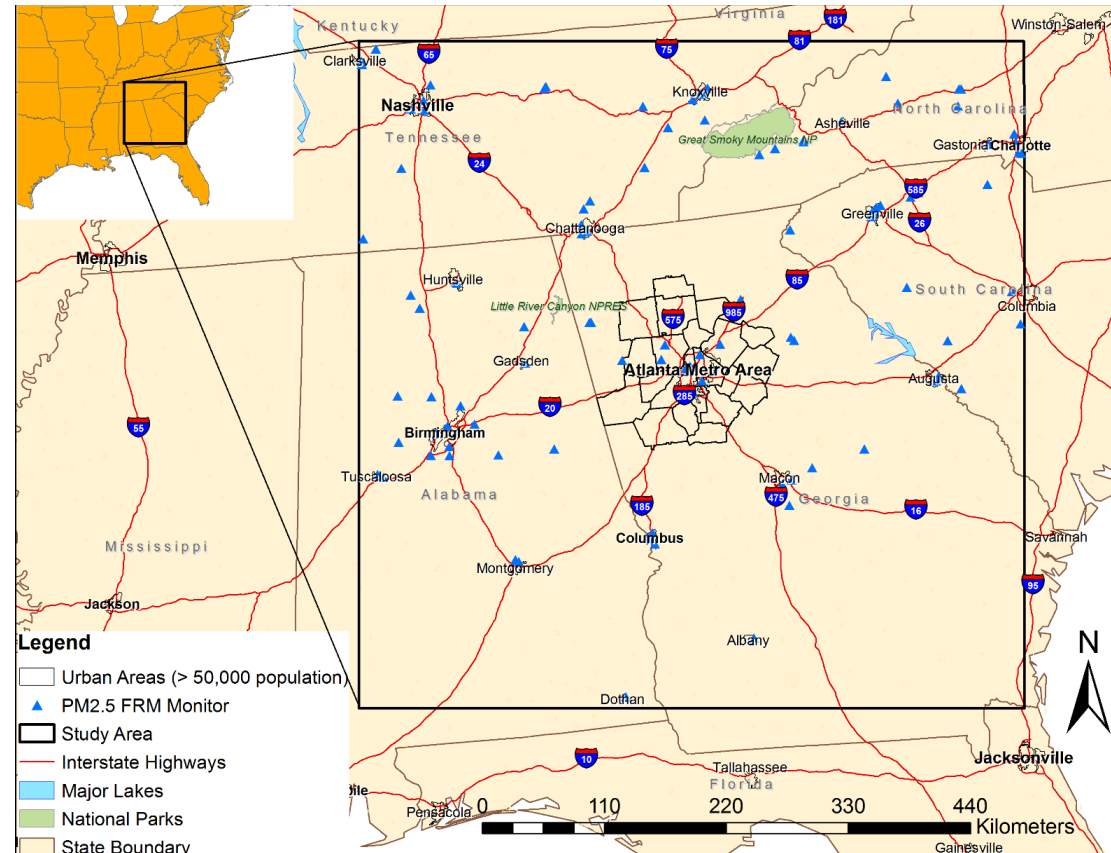 Kentucky
Virginia
181
Winston-Salem
65
75
81
Clarksville
Knoxville
Nashville
North Carolina
Tennessee
Asheville
Great Smoky Mountains NP
Gastonia
Charlotte
24
585
Greenville
26
Chattanooga
Memphis
Huntsville
85
South Carolina
Little River Canyon NPRES
575
985
Columbia
Gadsden
Atlanta Metro Area
Augusta
285
20
55
Birmingham
Tuscaloosa
Macon
Alabama
475
Georgia
185
16
Columbus
Savannah
Mississippi
Montgomery
95
Jackson
Legend
Albany
N
Urban Areas (> 50,000 population)
PM2.5 FRM Monitor
Dothan
Study Area
Interstate Highways
10
Jacksonville
Tallahassee
Florida
Major Lakes
bile
National Parks
Pensacola
0 110 220 330 440
Kilometers
State Boundary
Gainesville